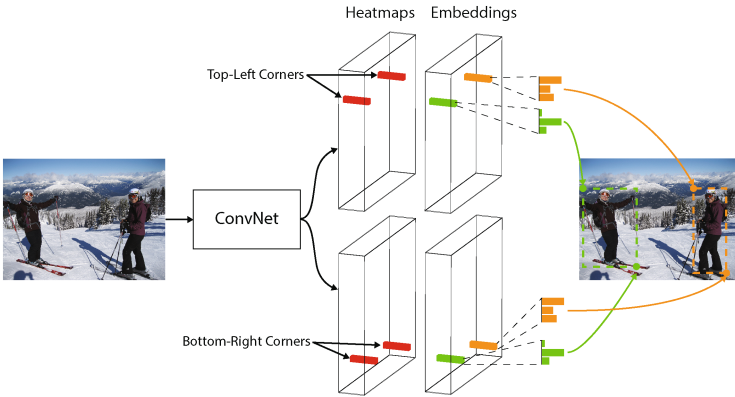 Heatmaps
Embeddings
Top-Left Corners
ConvNet
Bottom-Right Corners